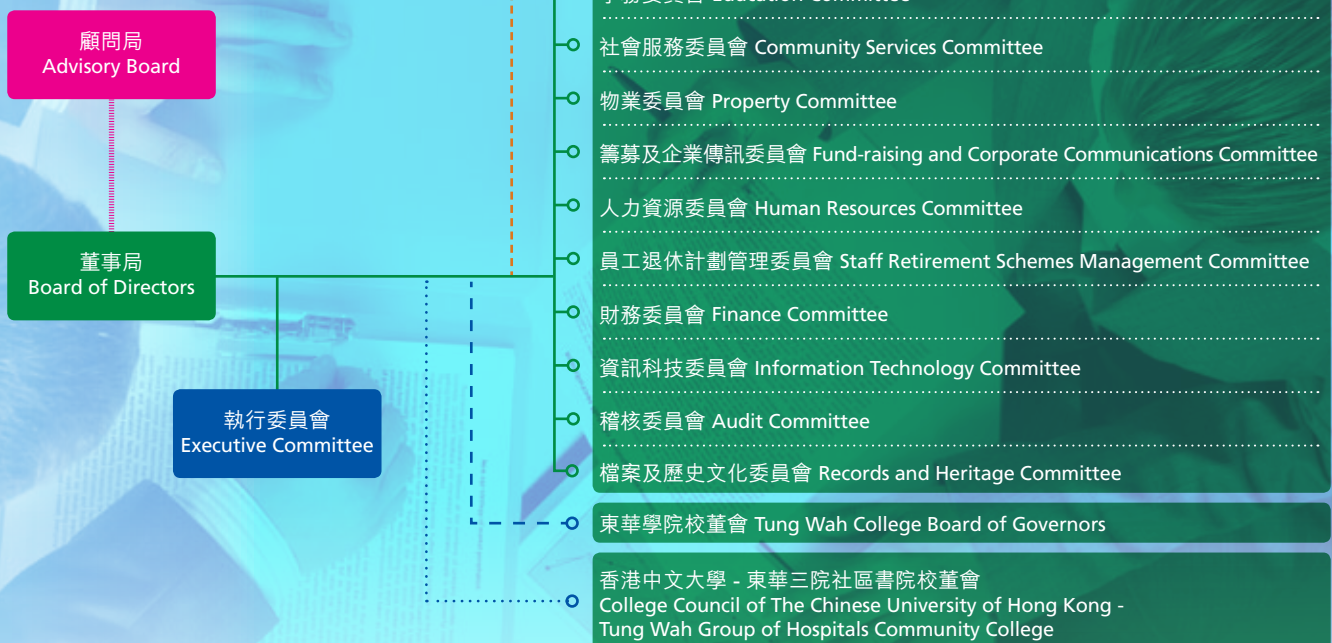 Education Committee
顧問局
Advisory Board
社會服務委員會 Community Services Committee
物業委員會 Property Committee
籌募及企業傳訊委員會 Fund-raising and Corporate Communications Committee
人力資源委員會 Human Resources Committee
董事局
Board of Directors
員工退休計劃管理委員會 Staff Retirement Schemes Management Committee
財務委員會 Finance Committee
資訊科技委員會 Information Technology Committee
執行委員會
Executive Committee
稽核委員會 Audit Committee
檔案及歷史文化委員會 Records and Heritage Committee
東華學院校董會 Tung Wah College Board of Governors
香港中文大學 - 東華三院社區書院校董會
College Council of The Chinese University of Hong Kong -
Tung Wah Group of Hospitals Community College